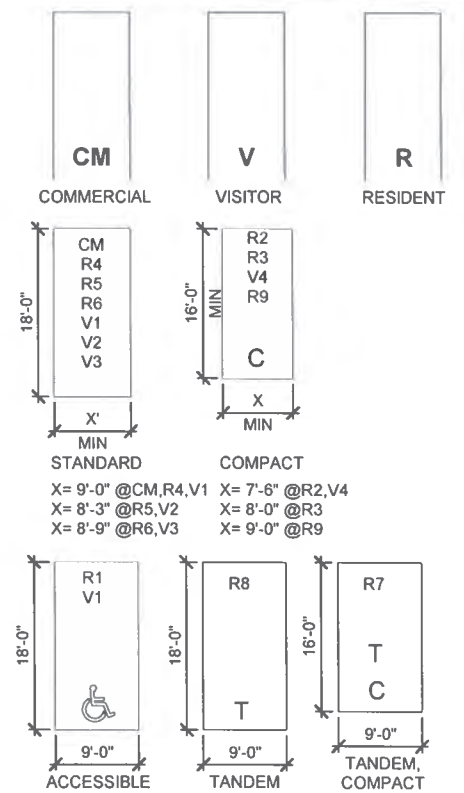 CM
V
R
COMMERCIAL
VISITOR
RESIDENT
18'-0"
CM
R4
R5
R6
V1
V2
V3
X'
MIN
STANDARD
X= 9'-0" @CM,R4,V1
X= 8'-3" @R5,V2
X= 8'-9" @R6,V3
16'-0"
MIN
R2
R3
V4
R9
C
X
MIN
COMPACT
X= 7'-6" @R2,V4
X= 8'-0" @R3
X= 9'-0" @R9
18'-0"
R1
V1
9'-0"
ACCESSIBLE
18'-0"
R8
T
9'-0"
TANDEM
16'-0"
R7
T
C
9'-0"
TANDEM,
COMPACT